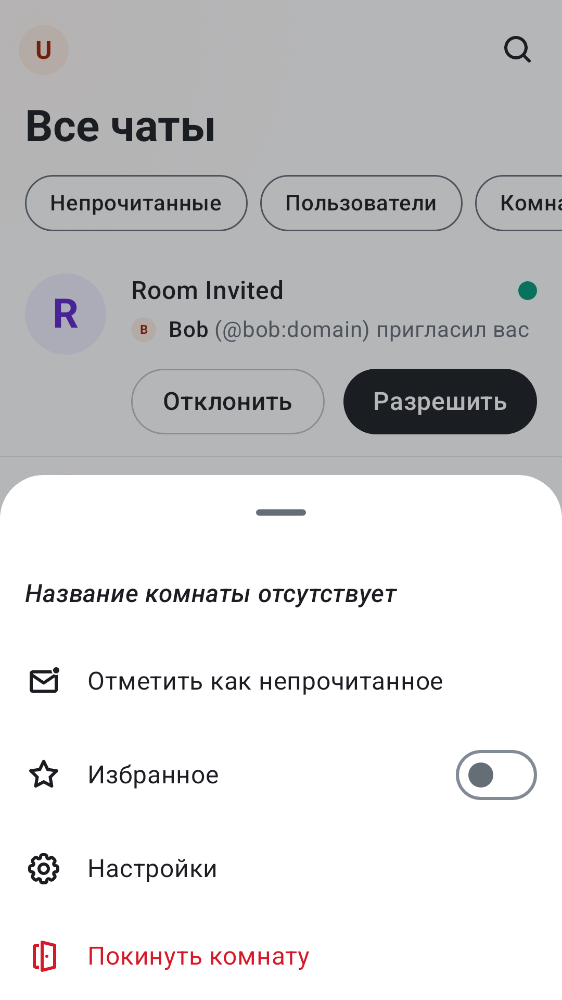 U
Все чаты
Непрочитанные Пользователи Комна
R
Room Invited
B Bob (@bob:domain) пригласил вас
Отклонить Разрешить
Название комнаты отсутствует
Отметить как непрочитанное
Избранное
Настройки
Покинуть комнату